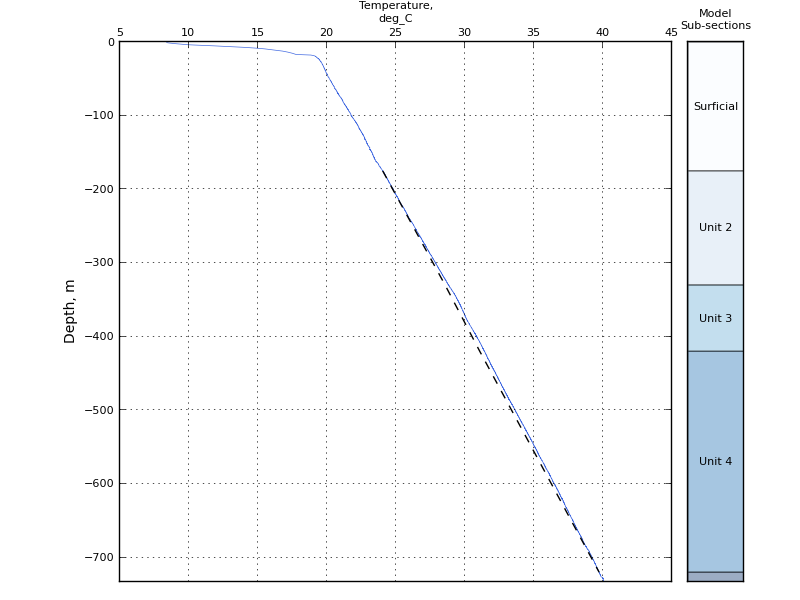 Temperature,
deg_C
Model
Sub-sections
5 10 15 20 25 30 35 40 45
0
Surficial
−100
−200
Unit 2
−300
Depth, m
Unit 3
−400
Unit 4
−500
−600
−700